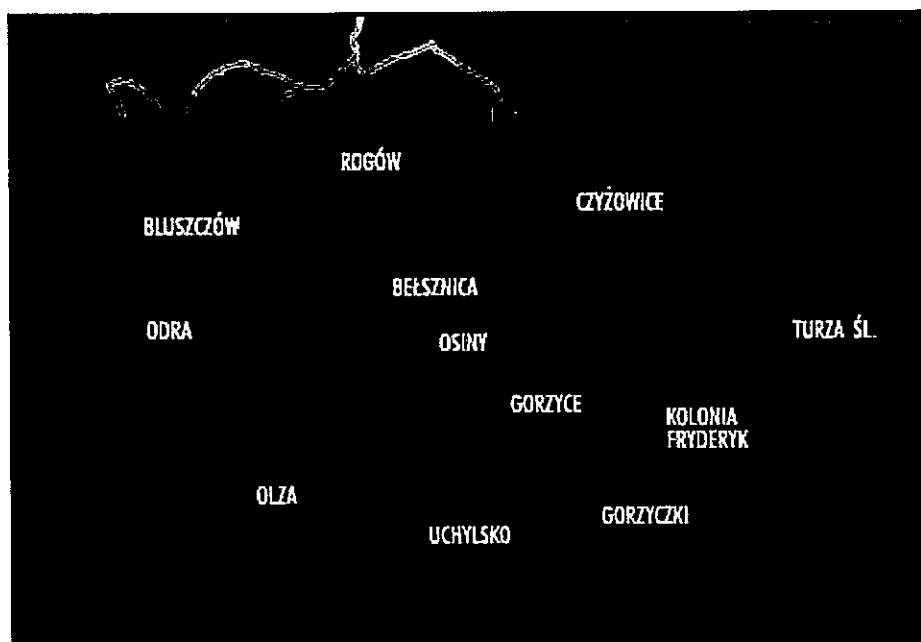 ROGÓW
CZYŻOWICE
BLUSZCZÓW
BEŁSZNICA
ODRA
OSINY
TURZA ŚL.
GORZYCE
KOLONIA
FRYDERYK
OLZA
GORZYCZKI
UCHYLSKO